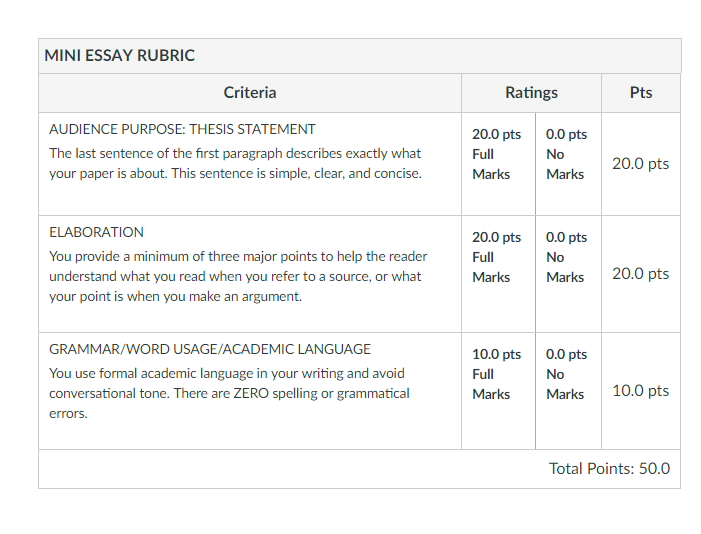 MINI ESSAY RUBRIC
Criteria
Ratings
Pts
AUDIENCE PURPOSE: THESIS STATEMENT
The last sentence of the first paragraph describes exactly what
your paper is about. This sentence is simple, clear, and concise.
20.0 pts
Full
Marks
0.0 pts
No
Marks
20.0 pts
ELABORATION
You provide a minimum of three major points to help the reader
understand what you read when you refer to a source, or what
your point is when you make an argument.
20.0 pts
Full
Marks
0.0 pts
No
Marks
20.0 pts
GRAMMAR/WORD USAGE/ACADEMIC LANGUAGE
You use formal academic language in your writing and avoid
conversational tone. There are ZERO spelling or grammatical
errors.
10.0 pts
Full
Marks
0.0 pts
No
Marks
10.0 pts
Total Points: 50.0